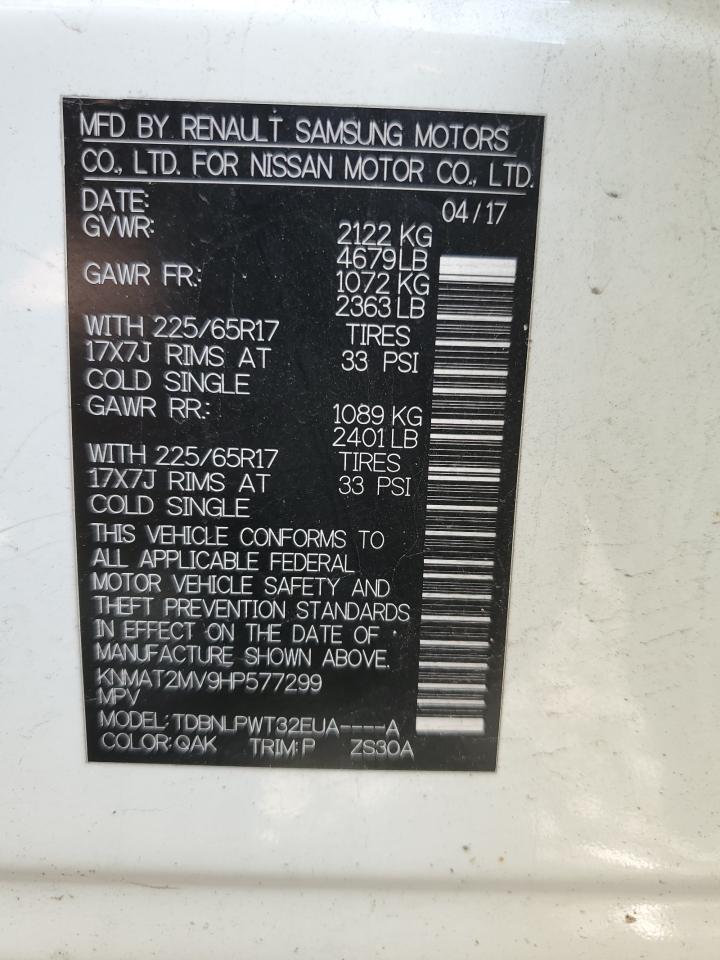 MFD BY RENAULT SAMSUNG MOTORS
CO., LTD. FOR NISSAN MOTOR CO., LTD.
DATE: 04/17
GVWR: 2122 KG
4679 LB
GAWR FR: 1072 KG
2363 LB
WITH 225/65R17 TIRES
17X7J RIMS AT 33 PSI
COLD SINGLE
GAWR RR: 1089 KG
2401 LB
WITH 225/65R17 TIRES
17X7J RIMS AT 33 PSI
COLD SINGLE
THIS VEHICLE CONFORMS TO
ALL APPLICABLE FEDERAL
MOTOR VEHICLE SAFETY AND
THEFT PREVENTION STANDARDS
IN EFFECT ON THE DATE OF
MANUFACTURE SHOWN ABOVE.
KNMAT2MV9HP577299
MPV
MODEL: TDBNLPWT32EUA----A
COLOR: QAK TRIM: P ZS30A